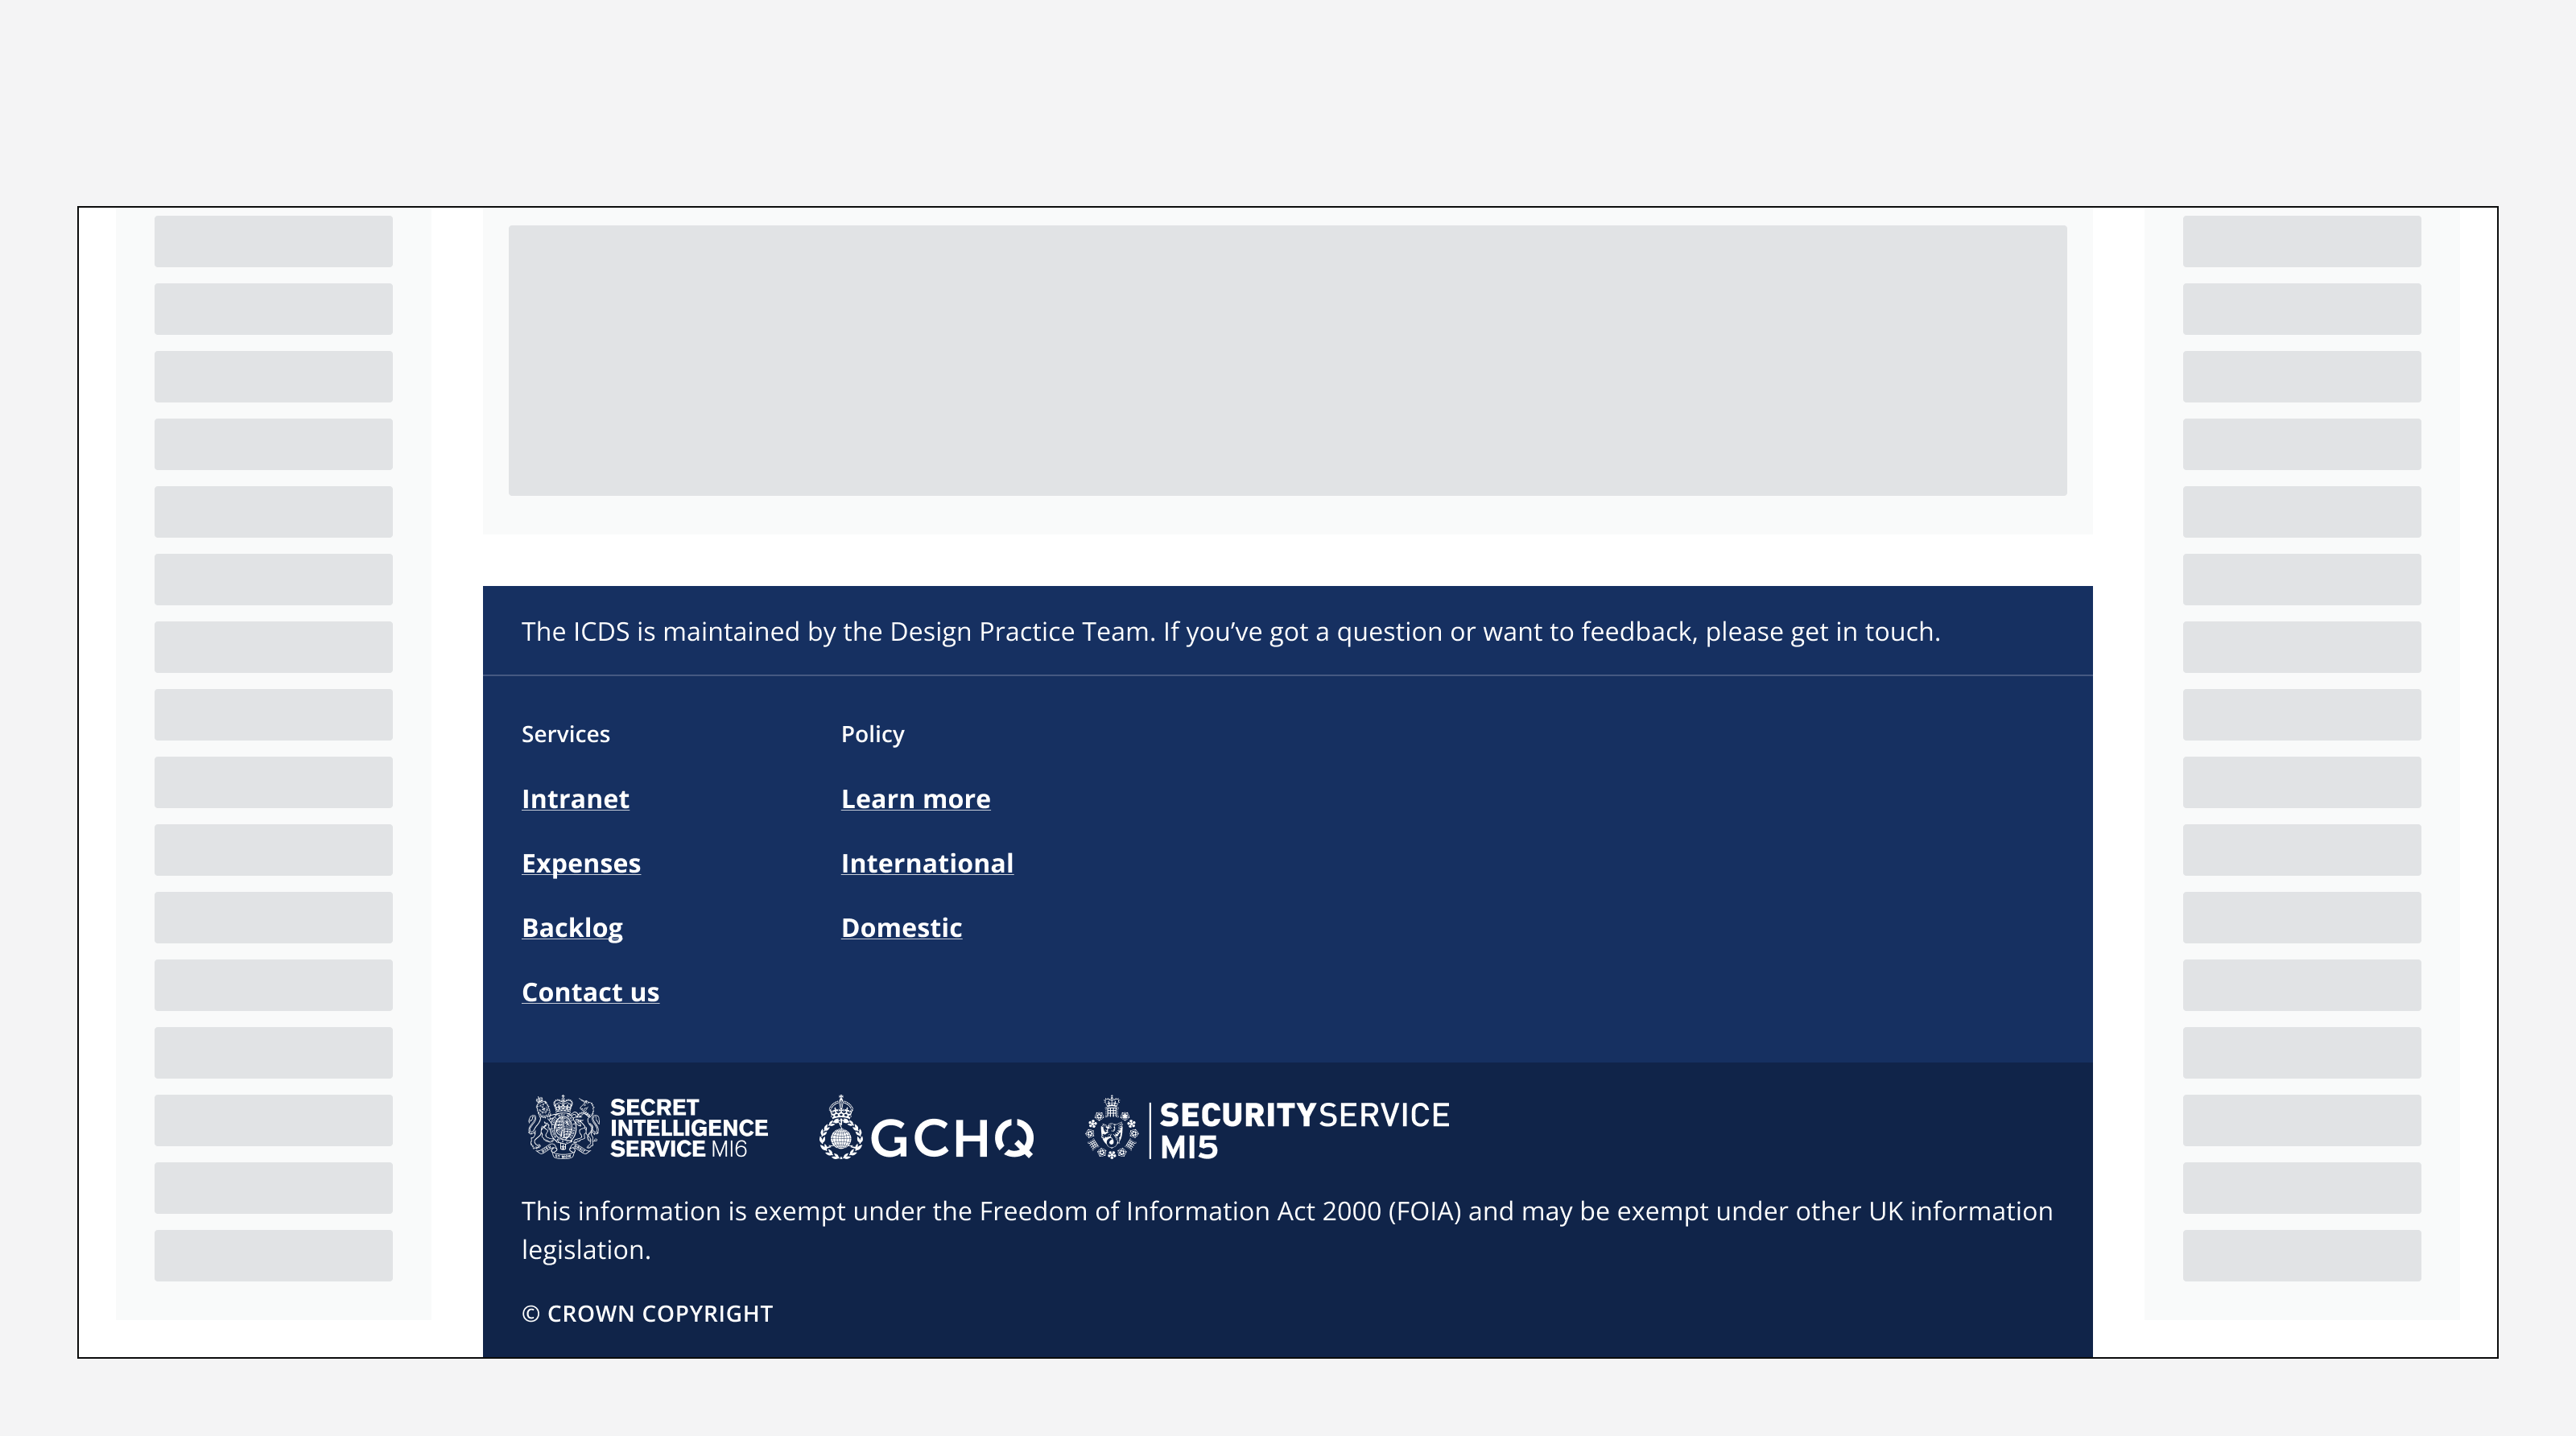 The ICDS is maintained by the Design Practice Team. If you’ve got a question or want to feedback, please get in touch.
Services
Intranet
Expenses
Backlog
Contact us
Policy
Learn more
International
Domestic
SECRET
INTELLIGENCE
SERVICE MI6
GCHQ
SECURITYSERVICE
MI5
This information is exempt under the Freedom of Information Act 2000 (FOIA) and may be exempt under other UK information
legislation.
© CROWN COPYRIGHT